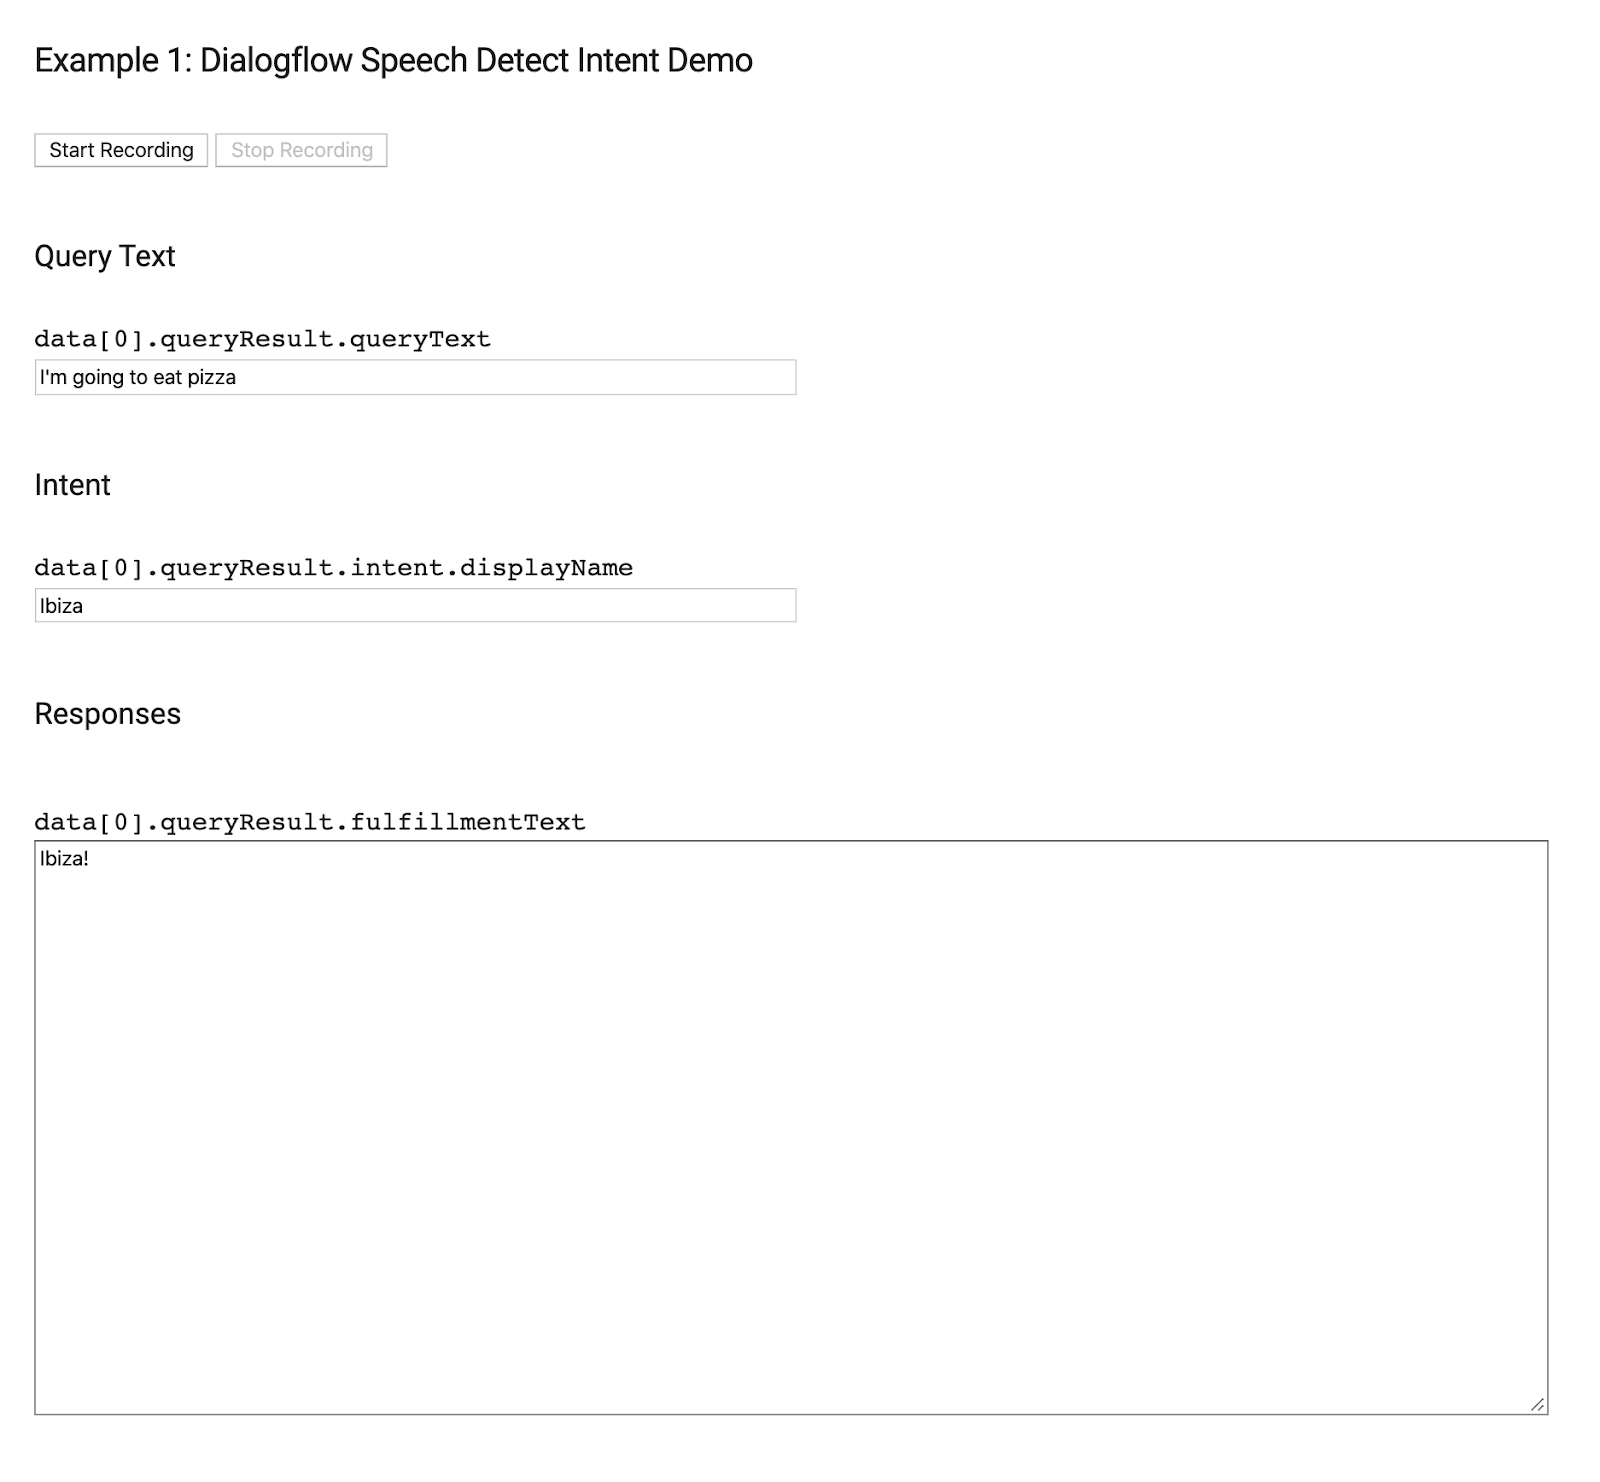 Example 1: Dialogflow Speech Detect Intent Demo
Start Recording Stop Recording
Query Text
data[0].queryResult.queryText
I'm going to eat pizza
Intent
data[0].queryResult.intent.displayName
Ibiza
Responses
data[0].queryResult.fulfillmentText
Ibiza!